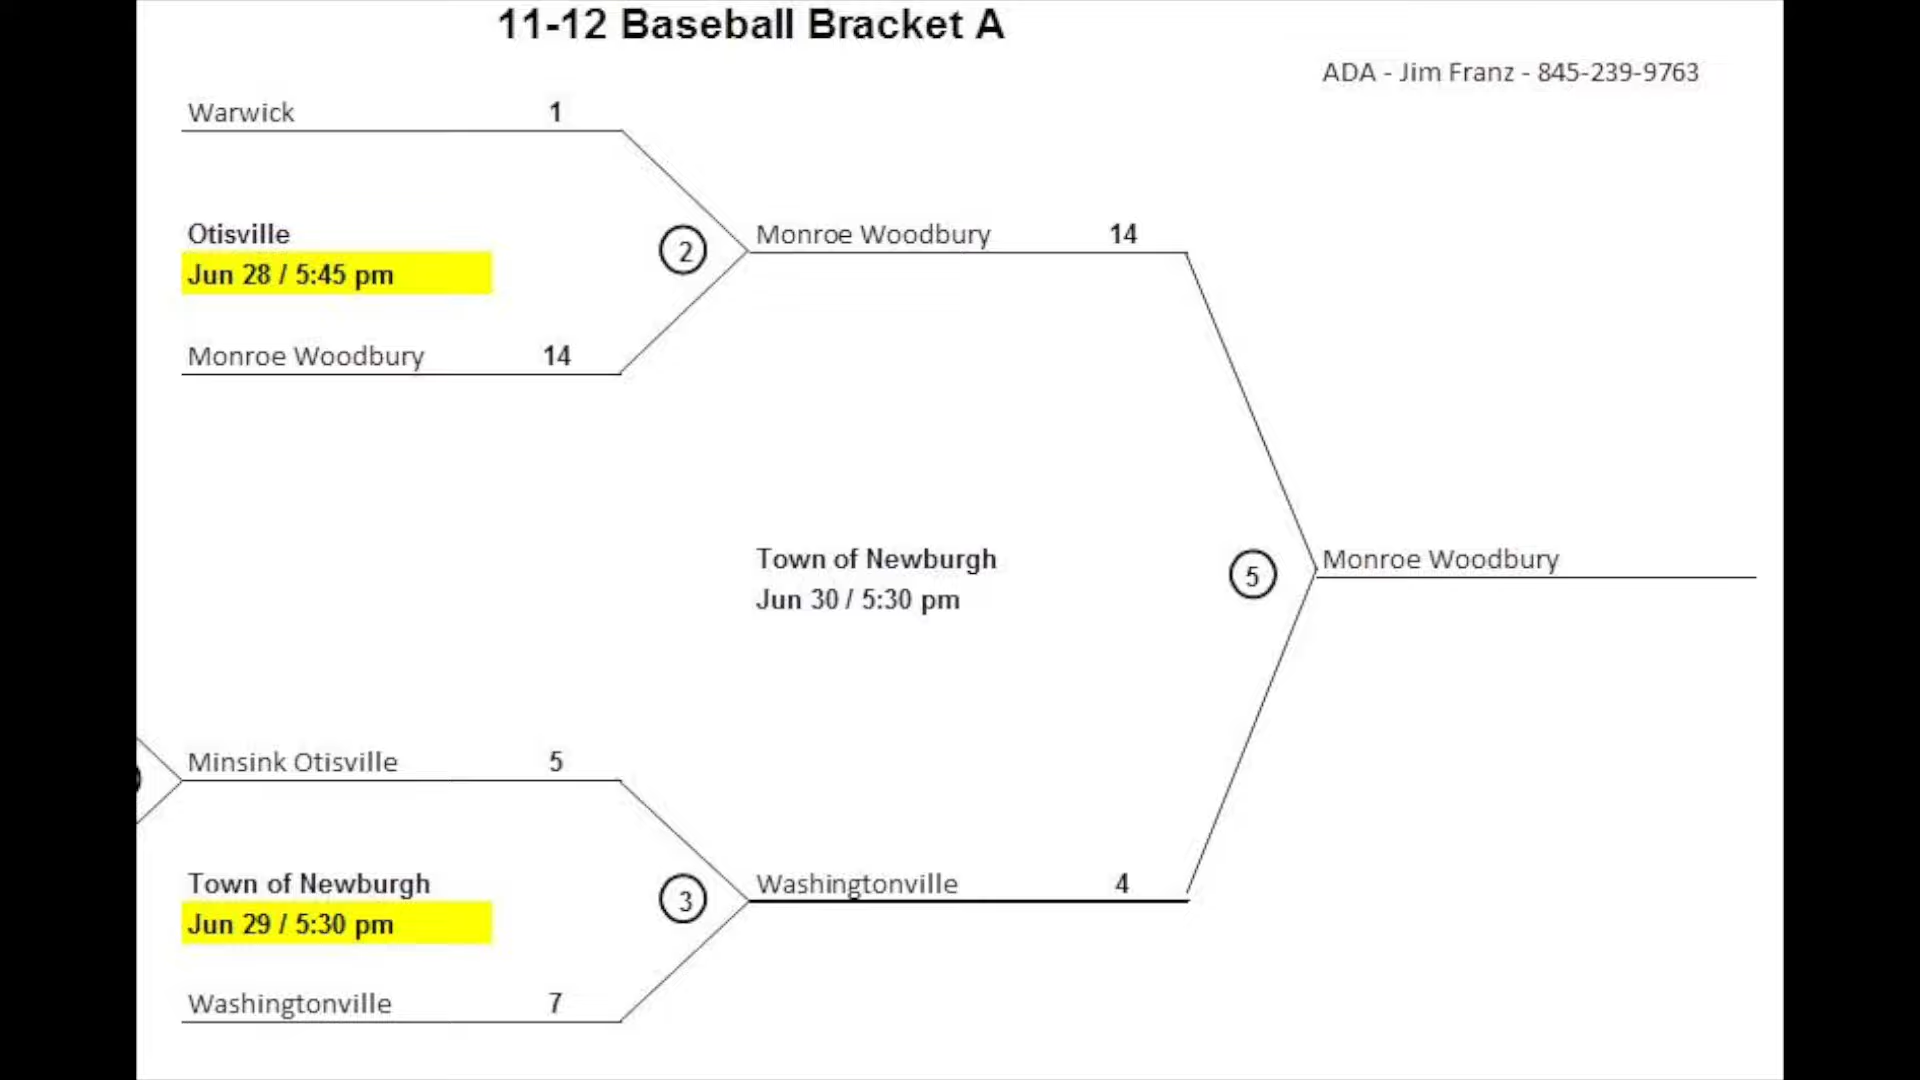 11-12 Baseball Bracket A
ADA - Jim Franz - 845-239-9763
Warwick 1
Otisville
Jun 28 / 5:45 pm
2
Monroe Woodbury 14
Monroe Woodbury 14
Town of Newburgh
Jun 30 / 5:30 pm
5
Monroe Woodbury
Minsink Otisville 5
Town of Newburgh
Jun 29 / 5:30 pm
3
Washingtonville 4
Washingtonville 7